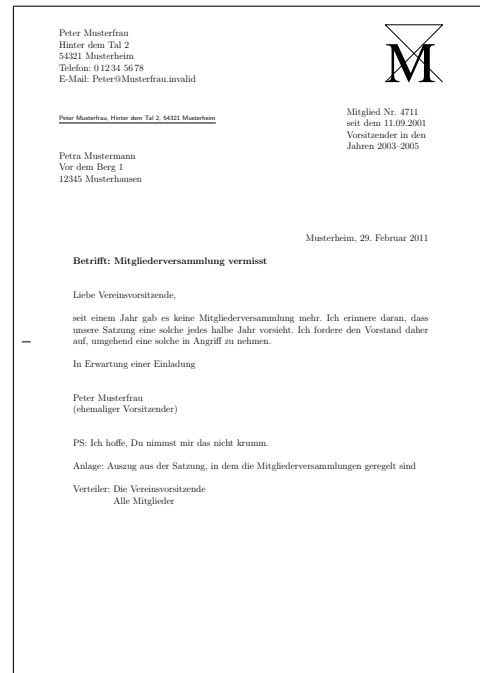 Peter Musterfrau
Hinter dem Tal 2
54321 Musterheim
Telefon: 0 12 34 56 78
E-Mail: Peter@Musterfrau.invalid
M
Peter Musterfrau, Hinter dem Tal 2, 54321 Musterheim
Mitglied Nr. 4711
seit dem 11.09.2001
Vorsitzender in den
Jahren 2003–2005
Petra Mustermann
Vor dem Berg 1
12345 Musterhausen
Musterheim, 29. Februar 2011
Betrifft: Mitgliederversammlung vermisst
Liebe Vereinsvorsitzende,
seit einem Jahr gab es keine Mitgliederversammlung mehr. Ich erinnere daran, dass
unsere Satzung eine solche jedes halbe Jahr vorsieht. Ich fordere den Vorstand daher
auf, umgehend eine solche in Angriff zu nehmen.
In Erwartung einer Einladung
Peter Musterfrau
(ehemaliger Vorsitzender)
PS: Ich hoffe, Du nimmst mir das nicht krumm.
Anlage: Auszug aus der Satzung, in dem die Mitgliederversammlungen geregelt sind
Verteiler: Die Vereinsvorsitzende
Alle Mitglieder